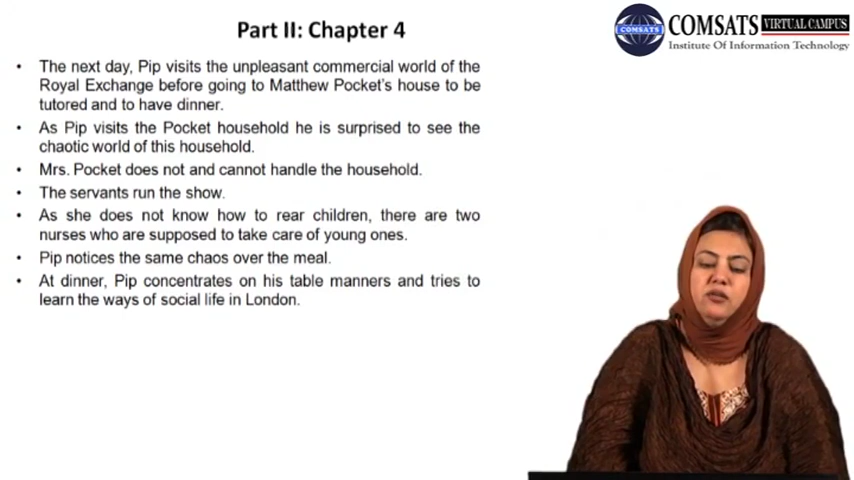 Part II: Chapter 4
COMSATS VIRTUAL CAMPUS
COMSATS
Institute Of Information Technology
• The next day, Pip visits the unpleasant commercial world of the
Royal Exchange before going to Matthew Pocket's house to be
tutored and to have dinner.
• As Pip visits the Pocket household he is surprised to see the
chaotic world of this household.
• Mrs. Pocket does not and cannot handle the household.
• The servants run the show.
• As she does not know how to rear children, there are two
nurses who are supposed to take care of young ones.
• Pip notices the same chaos over the meal.
• At dinner, Pip concentrates on his table manners and tries to
learn the ways of social life in London.